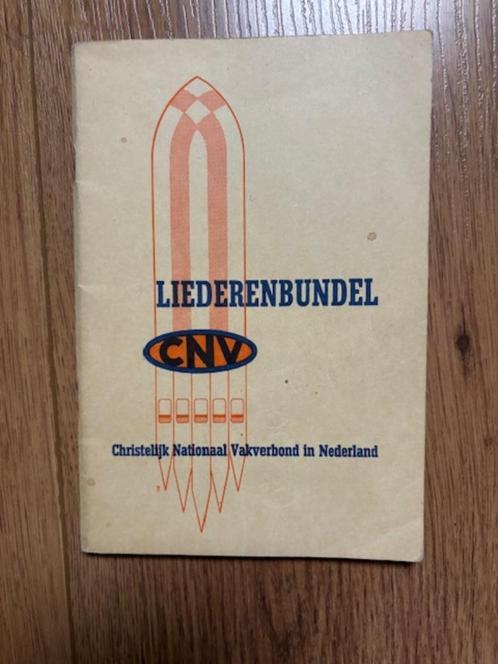 LIEDERENBUNDEL
CNV
Christelijk Nationaal Vakverbond in Nederland